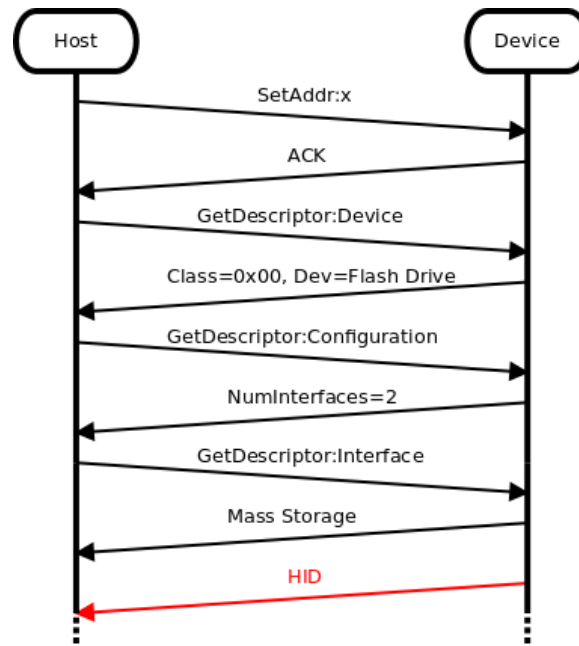 Host
Device
SetAddr:x
ACK
GetDescriptor:Device
Class=0x00, Dev=Flash Drive
GetDescriptor:Configuration
NumInterfaces=2
GetDescriptor:Interface
Mass Storage
HID